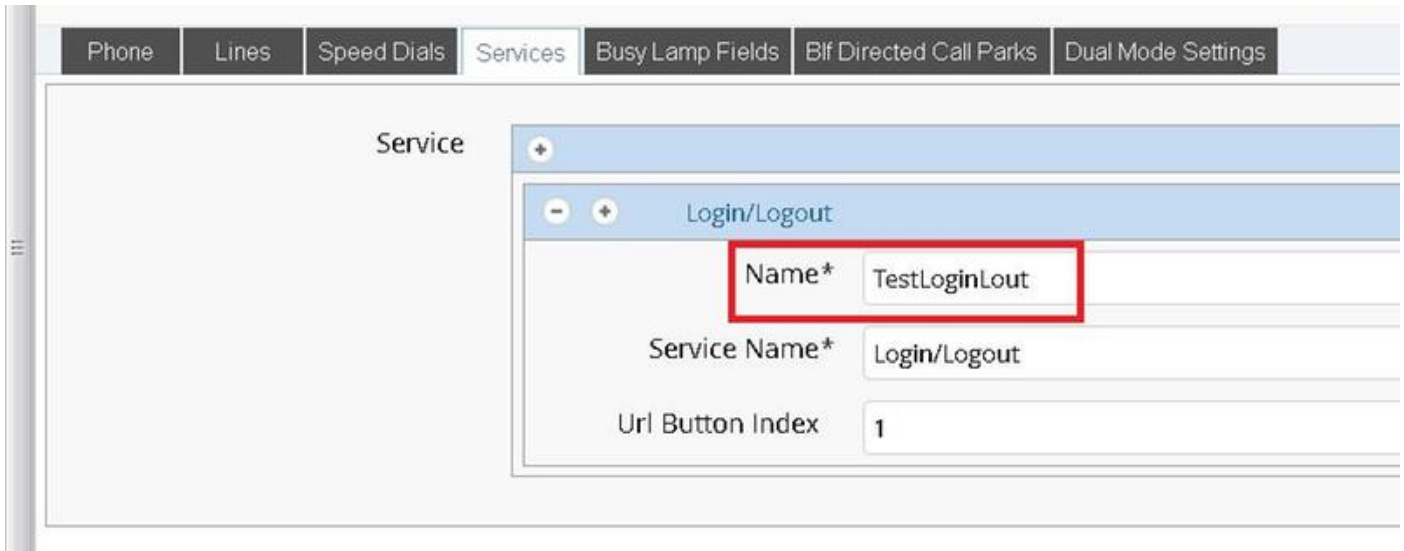 Phone Lines Speed Dials Services Busy Lamp Fields Blf Directed Call Parks Dual Mode Settings
Service
Login/Logout
Name* TestLoginLout
Service Name* Login/Logout
Url Button Index 1